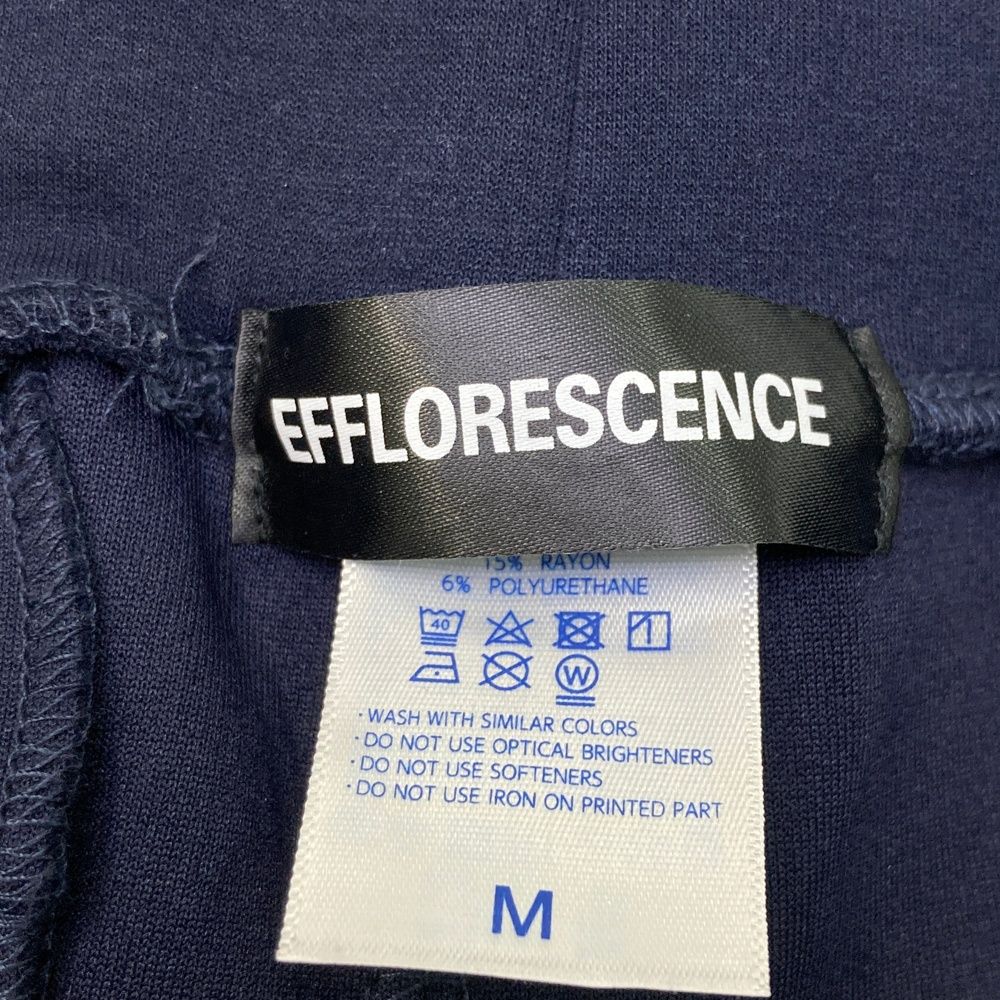 EFFLORESCENCE
15% RAYON
6% POLYURETHANE
40
1
W
· WASH WITH SIMILAR COLORS
· DO NOT USE OPTICAL BRIGHTENERS
· DO NOT USE SOFTENERS
· DO NOT USE IRON ON PRINTED PART
M